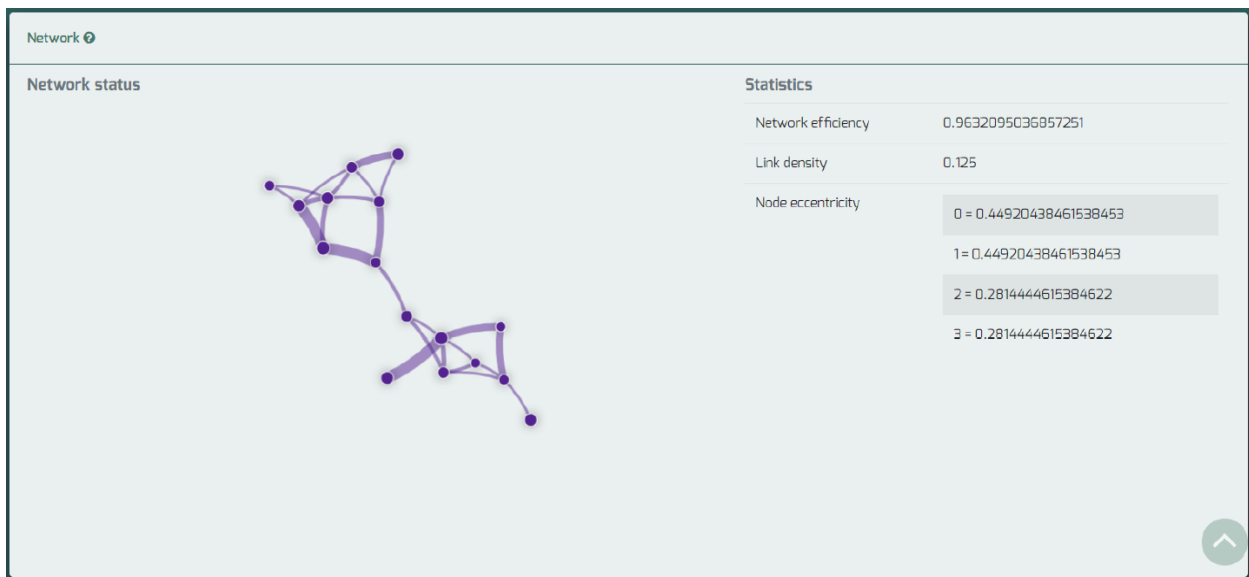 Network
Network status
Statistics
Network efficiency 0.9632095036857251
Link density 0.125
Node eccentricity
0 = 0.44920438461538453
1 = 0.44920438461538453
2 = 0.2814444615384622
3 = 0.2814444615384622